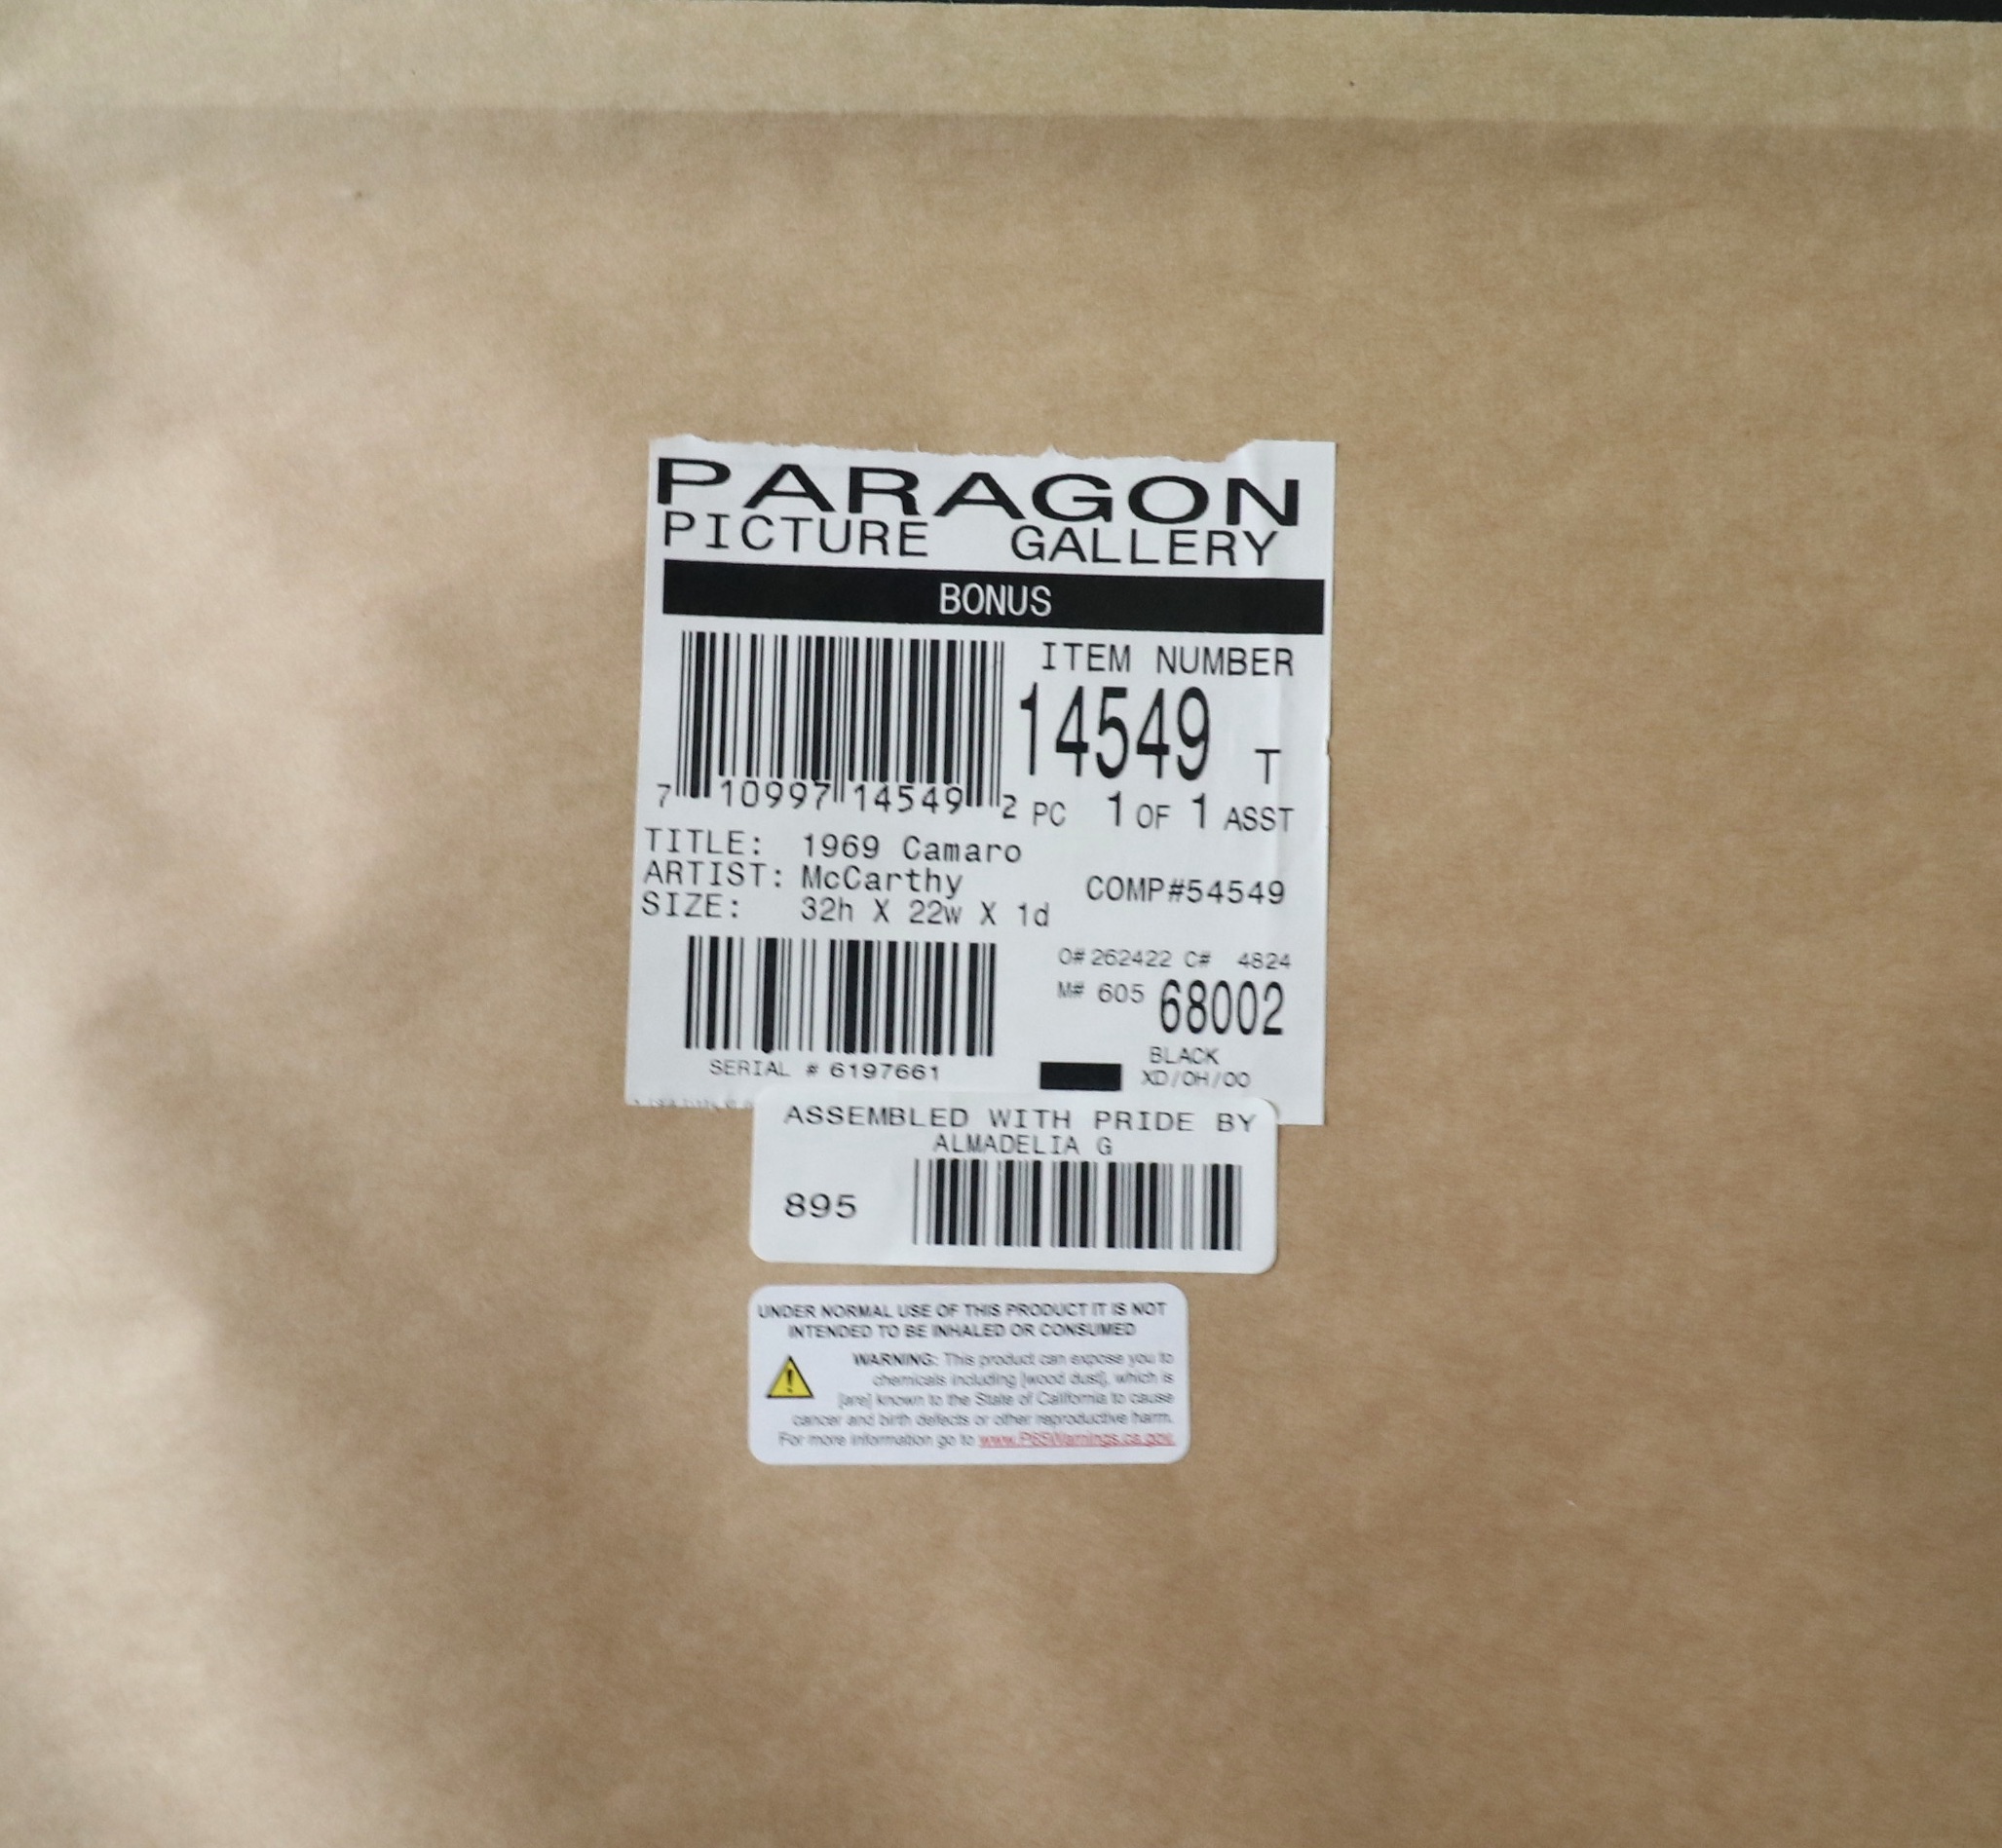 PARAGON
PICTURE GALLERY
BONUS
ITEM NUMBER
14549 T
7 10997 14549 2 PC 1 OF 1 ASST
TITLE: 1969 Camaro
ARTIST: McCarthy
COMP#54549
SIZE: 32h X 22w X 1d
O# 262422 C# 4824
M# 605 68002
BLACK
SERIAL # 6197661
XD/OH/OO
ASSEMBLED WITH PRIDE BY
ALMADELIA G
895
UNDER NORMAL USE OF THIS PRODUCT IT IS NOT
INTENDED TO BE INHALED OR CONSUMED
WARNING: This product can expose you to
chemicals including [wood dust], which is
[are] known to the State of California to cause
cancer and birth defects or other reproductive harm.
For more information go to www.P65Warnings.ca.gov.